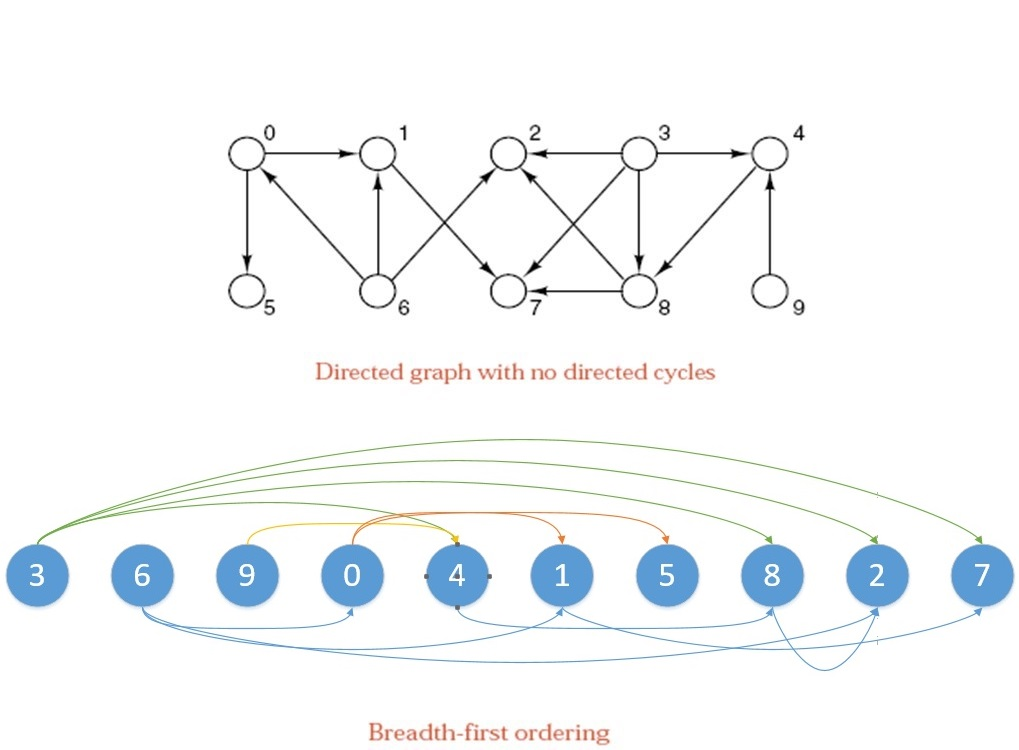 0 1 2 3 4
5 6 7 8 9
Directed graph with no directed cycles
3 6 9 0 4 1 5 8 2 7
Breadth-first ordering